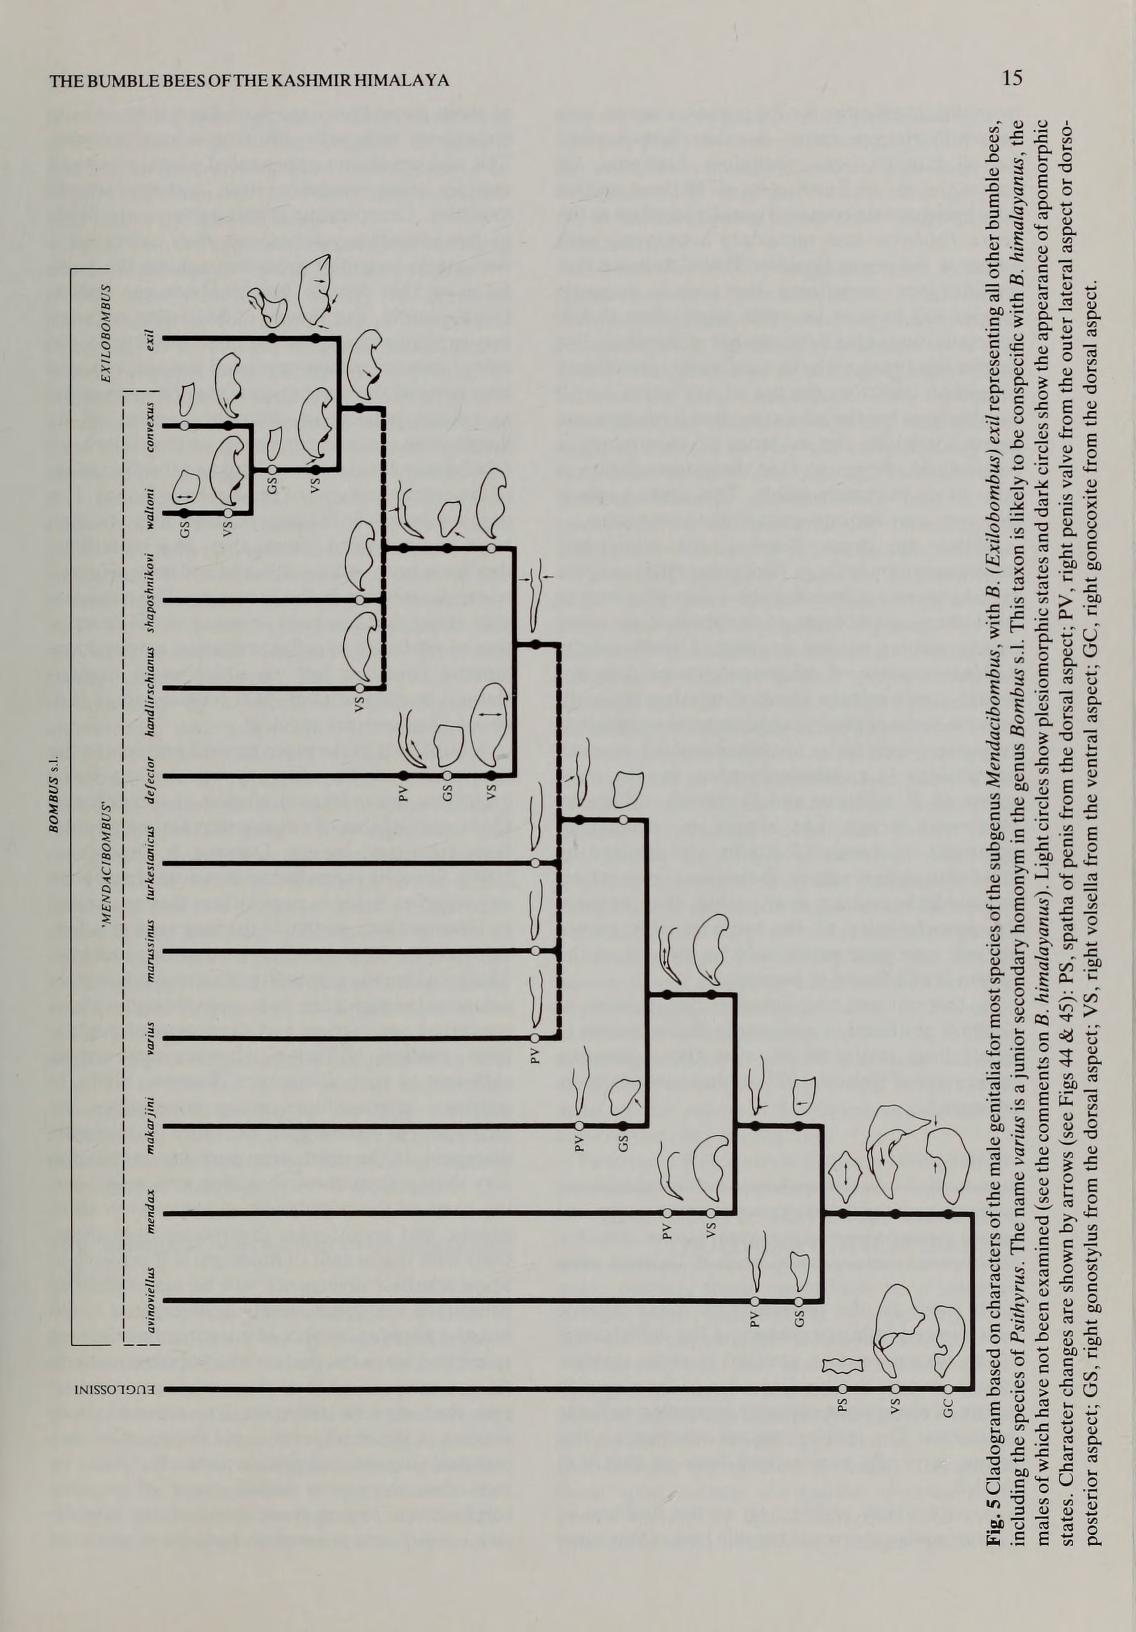 THE BUMBLE BEES OF THE KASHMIR HIMALAYA
15
BOMBUS s.l.
'MENDACIBOMBUS'
EXILOBOMBUS
EUGLOSSINI
avinoviellus
mendax
makarjini
varius
marussinus
turkestanicus
defector
handlirschianus
shaposhnikovi
waltoni
convexus
exil
GS
VS
GS
VS
VS
PV
GS
VS
PV
PV
GS
PV
VS
PV
GS
PS
VS
GC
Fig. 5 Cladogram based on characters of the male genitalia for most species of the subgenus Mendacibombus, with B. (Exilobombus) exil representing all other bumble bees,
including the species of Psithyrus. The name varius is a junior secondary homonym in the genus Bombus s.l. This taxon is likely to be conspecific with B. himalayanus, the
males of which have not been examined (see the comments on B. himalayanus). Light circles show plesiomorphic states and dark circles show the appearance of apomorphic
states. Character changes are shown by arrows (see Figs 44 & 45): PS, spatha of penis from the dorsal aspect; PV, right penis valve from the outer lateral aspect or dorso-
posterior aspect; GS, right gonostylus from the dorsal aspect; VS, right volsella from the ventral aspect; GC, right gonocoxite from the dorsal aspect.